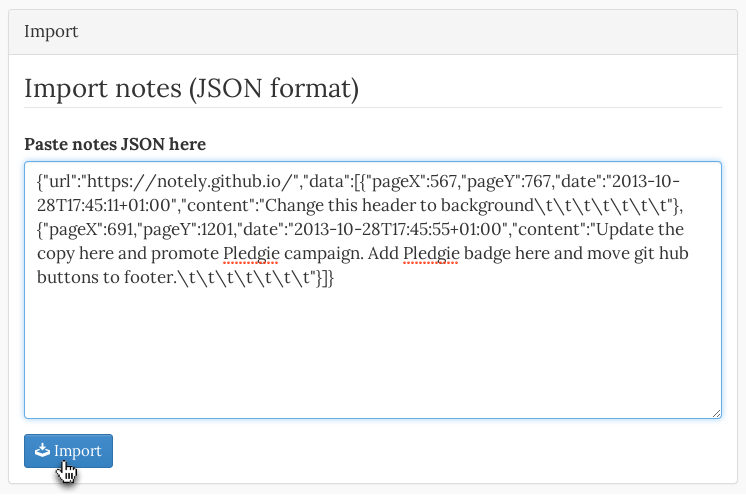 Import
Import notes (JSON format)
Paste notes JSON here
{"url":"https://notely.github.io/","data":[{"pageX":567,"pageY":767,"date":"2013-10-
28T17:45:11+01:00","content":"Change this header to background\t\t\t\t\t\t\t"},
{"pageX":691,"pageY":1201,"date":"2013-10-28T17:45:55+01:00","content":"Update the
copy here and promote Pledgie campaign. Add Pledgie badge here and move git hub
buttons to footer.\t\t\t\t\t\t\t"}]}
Import